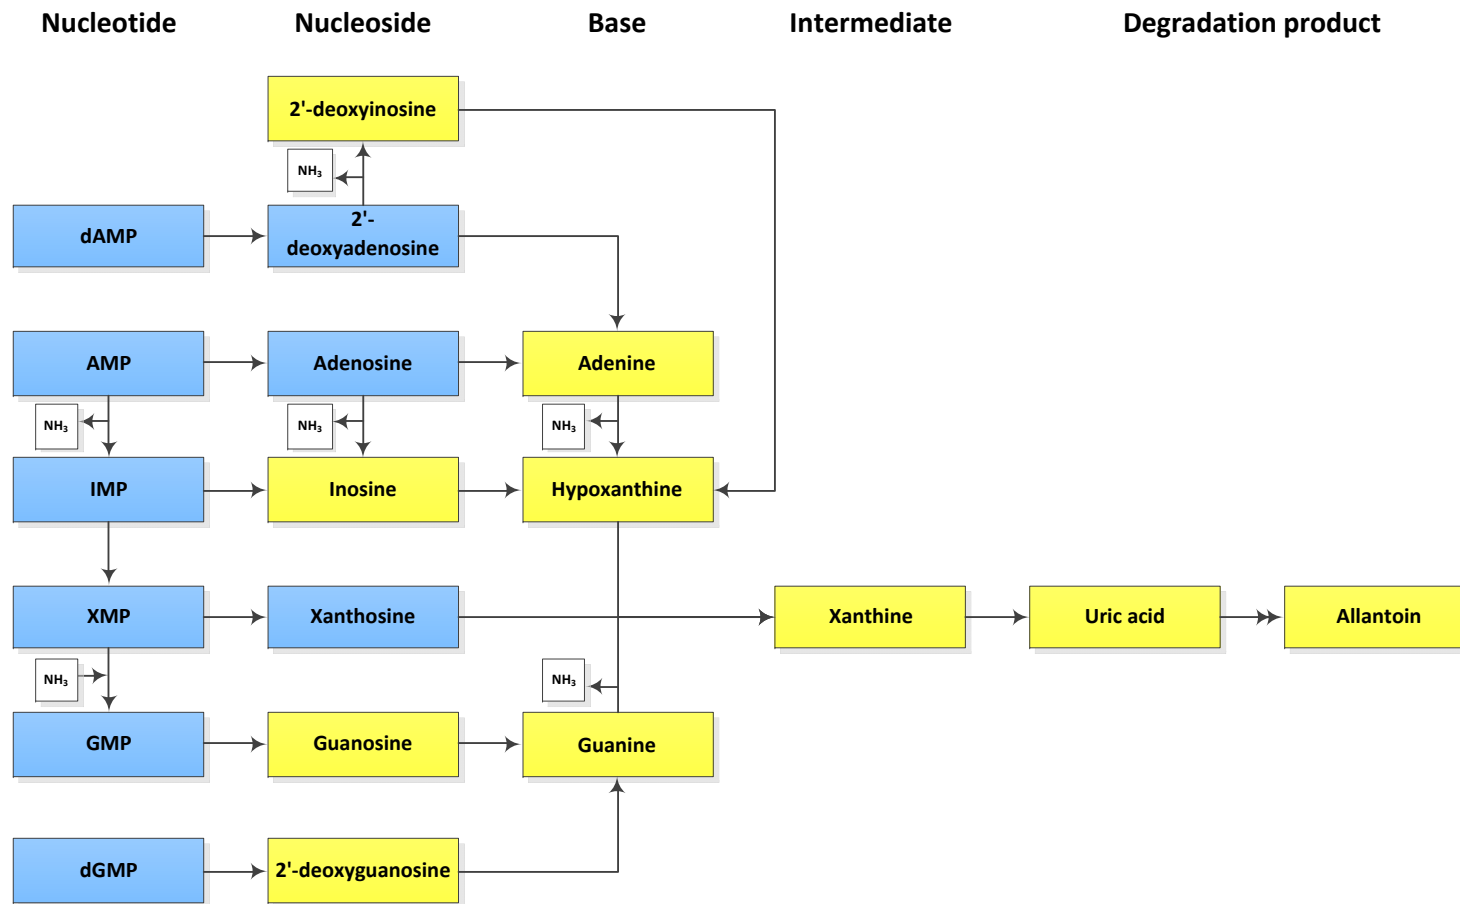 Nucleotide Nucleoside Base Intermediate Degradation product
2'-deoxyinosine
NH₃
dAMP
2'-
deoxyadenosine
AMP Adenosine Adenine
NH₃ NH₃ NH₃
IMP Inosine Hypoxanthine
XMP Xanthosine Xanthine Uric acid Allantoin
NH₃ NH₃
GMP Guanosine Guanine
dGMP 2'-deoxyguanosine